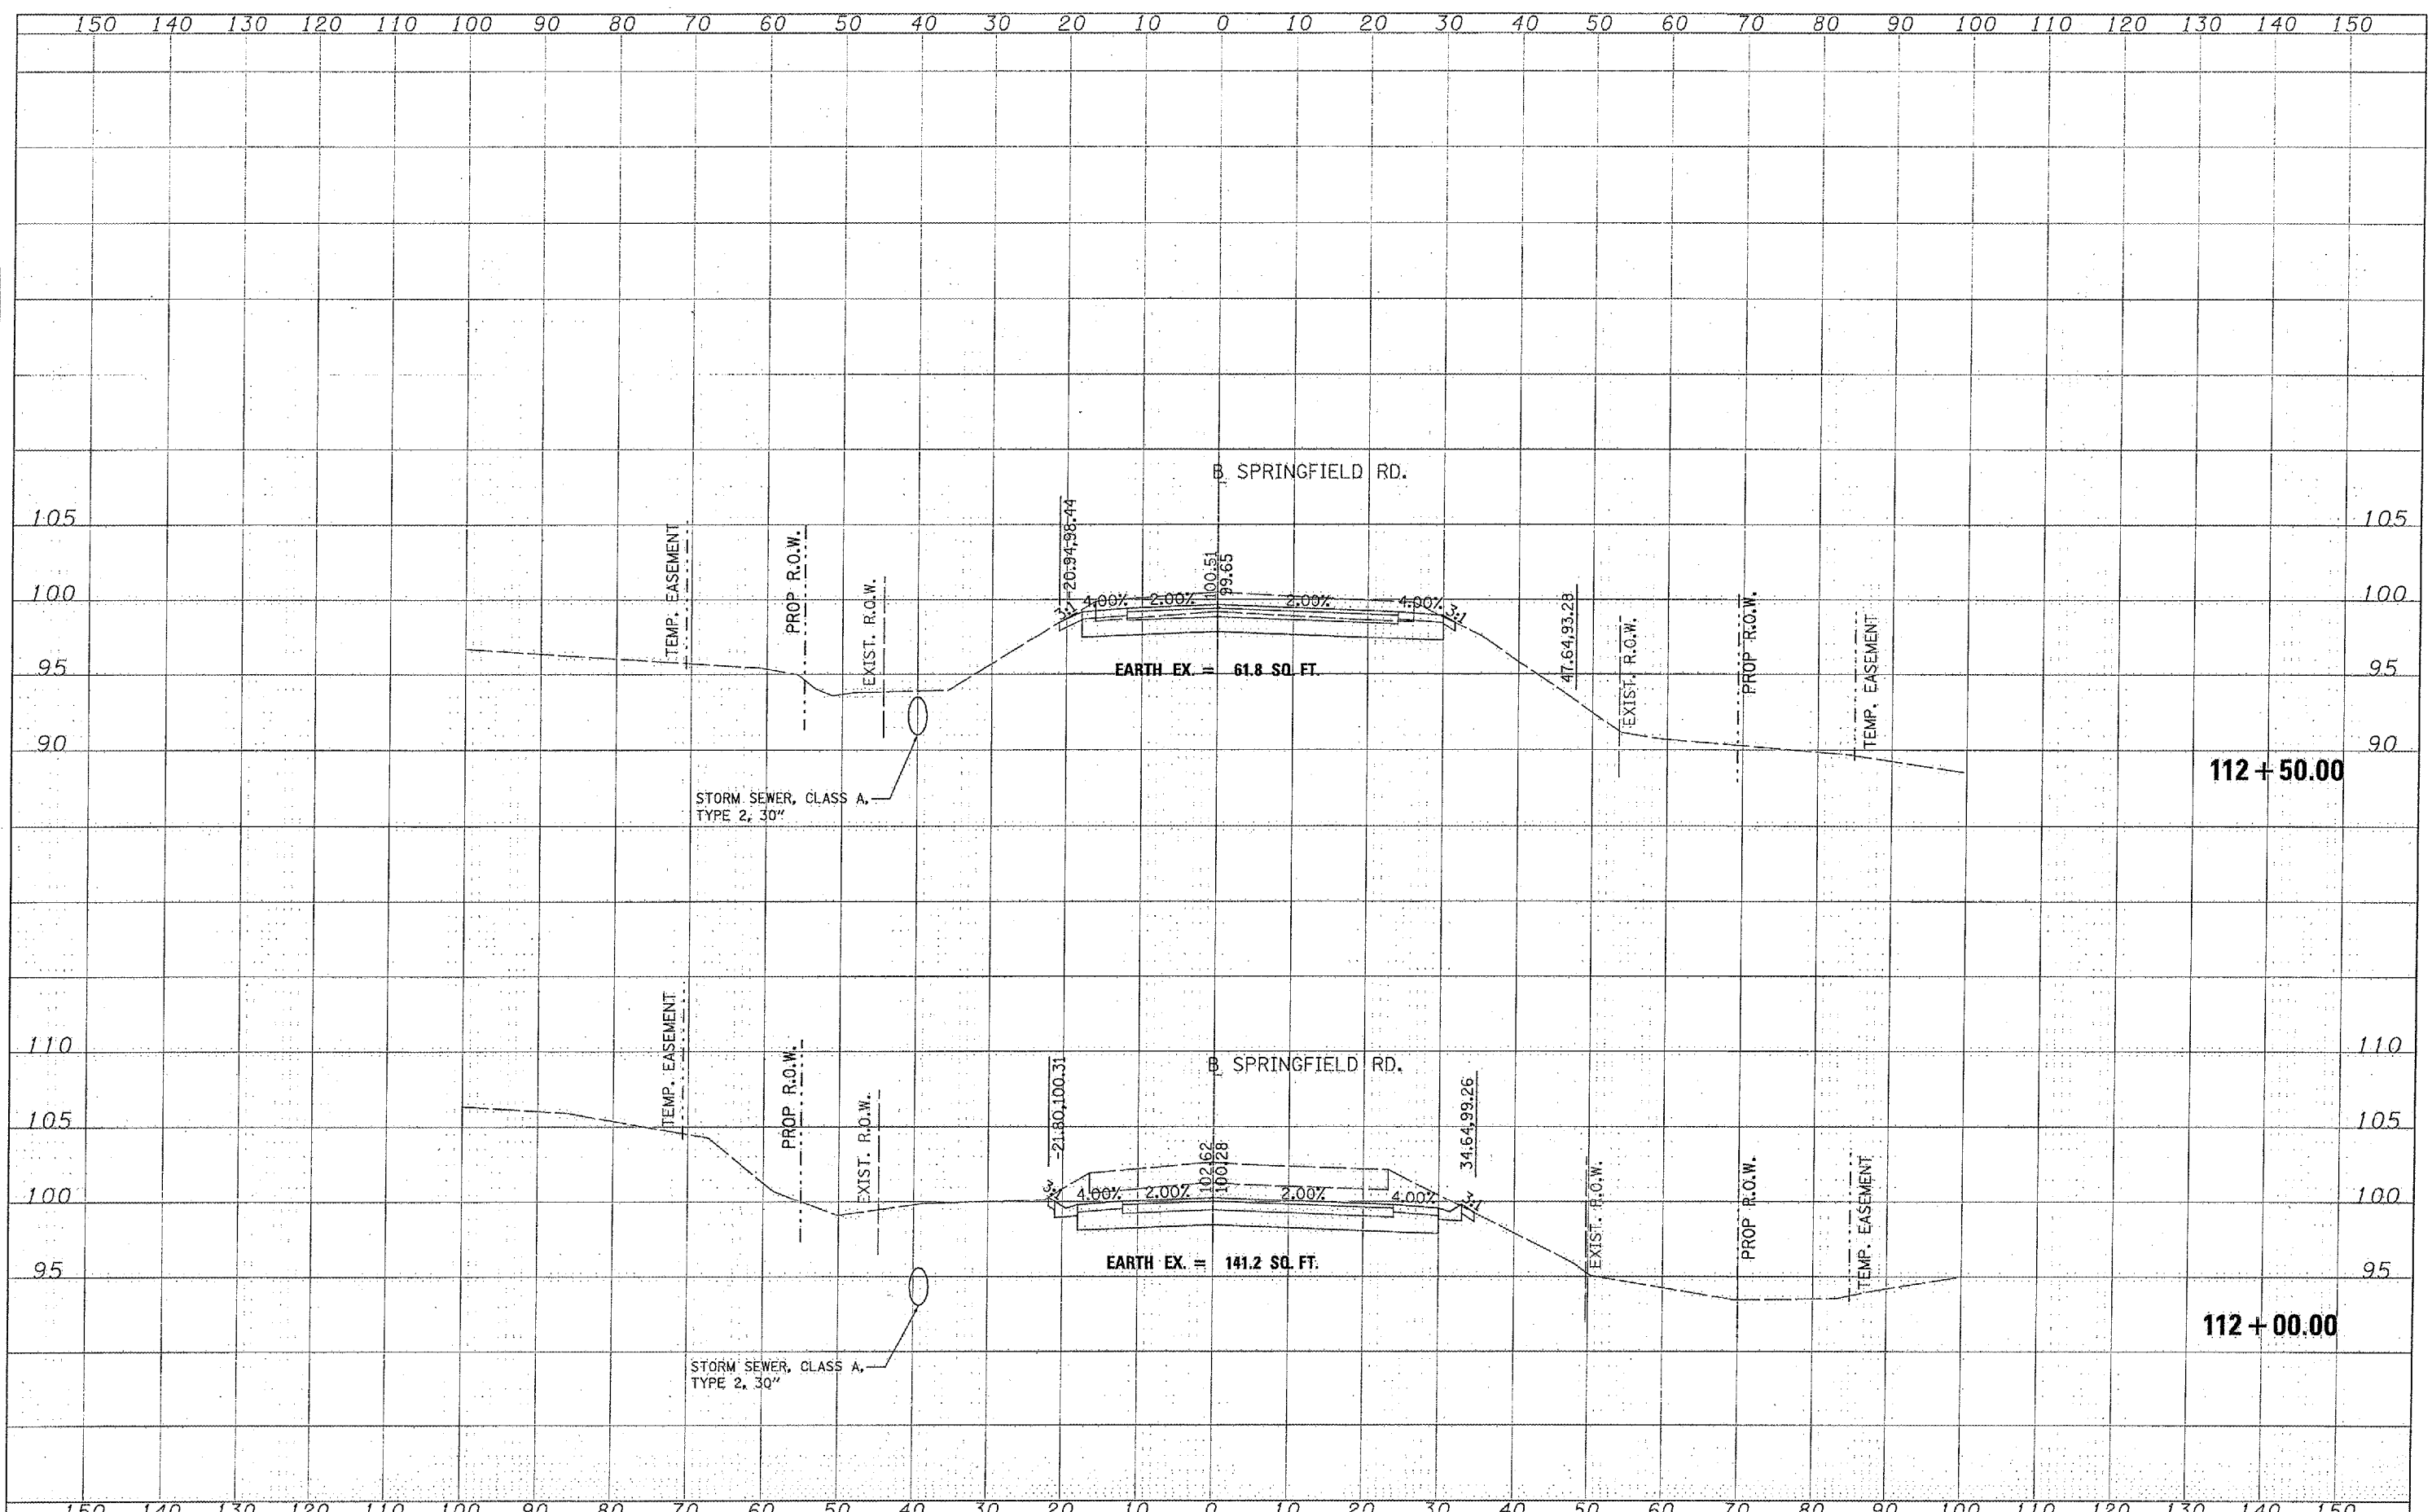 150 140 130 120 110 100 90 80 70 60 50 40 30 20 10 0 10 20 30 40 50 60 70 80 90 100 110 120 130 140 150
B SPRINGFIELD RD.
105 105
TEMP. EASEMENT
PROP R.O.W.
EXIST. R.O.W.
-20.94,98.44
100.51
99.65
47.64,93.28
EXIST. R.O.W.
PROP R.O.W.
TEMP. EASEMENT
100 100
3:1 4.00% 2.00% 2.00% 4.00% 3:1
95 95
EARTH EX. = 61.8 SQ. FT.
90 90
112 + 50.00
STORM SEWER, CLASS A,
TYPE 2, 30"
110 110
B SPRINGFIELD RD.
TEMP. EASEMENT
PROP R.O.W.
EXIST. R.O.W.
-21.80,100.31
102.62
100.28
34.64,99.26
EXIST. R.O.W.
PROP R.O.W.
TEMP. EASEMENT
105 105
100 100
4.00% 2.00% 2.00% 4.00%
EARTH EX. = 141.2 SQ. FT.
95 95
112 + 00.00
STORM SEWER, CLASS A,
TYPE 2, 30"
150 140 130 120 110 100 90 80 70 60 50 40 30 20 10 0 10 20 30 40 50 60 70 80 90 100 110 120 130 140 150